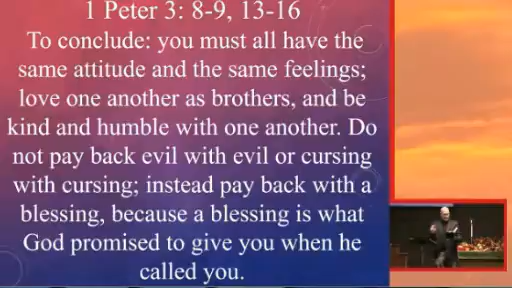 1 Peter 3: 8-9, 13-16
To conclude: you must all have the
same attitude and the same feelings;
love one another as brothers, and be
kind and humble with one another. Do
not pay back evil with evil or cursing
with cursing; instead pay back with a
blessing, because a blessing is what
God promised to give you when he
called you.